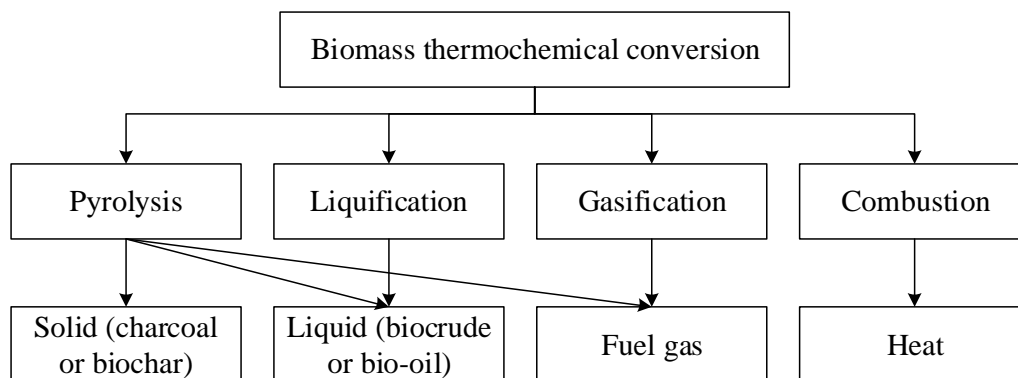 Biomass thermochemical conversion
Pyrolysis
Liquification
Gasification
Combustion
Solid (charcoal
or biochar)
Liquid (biocrude
or bio-oil)
Fuel gas
Heat